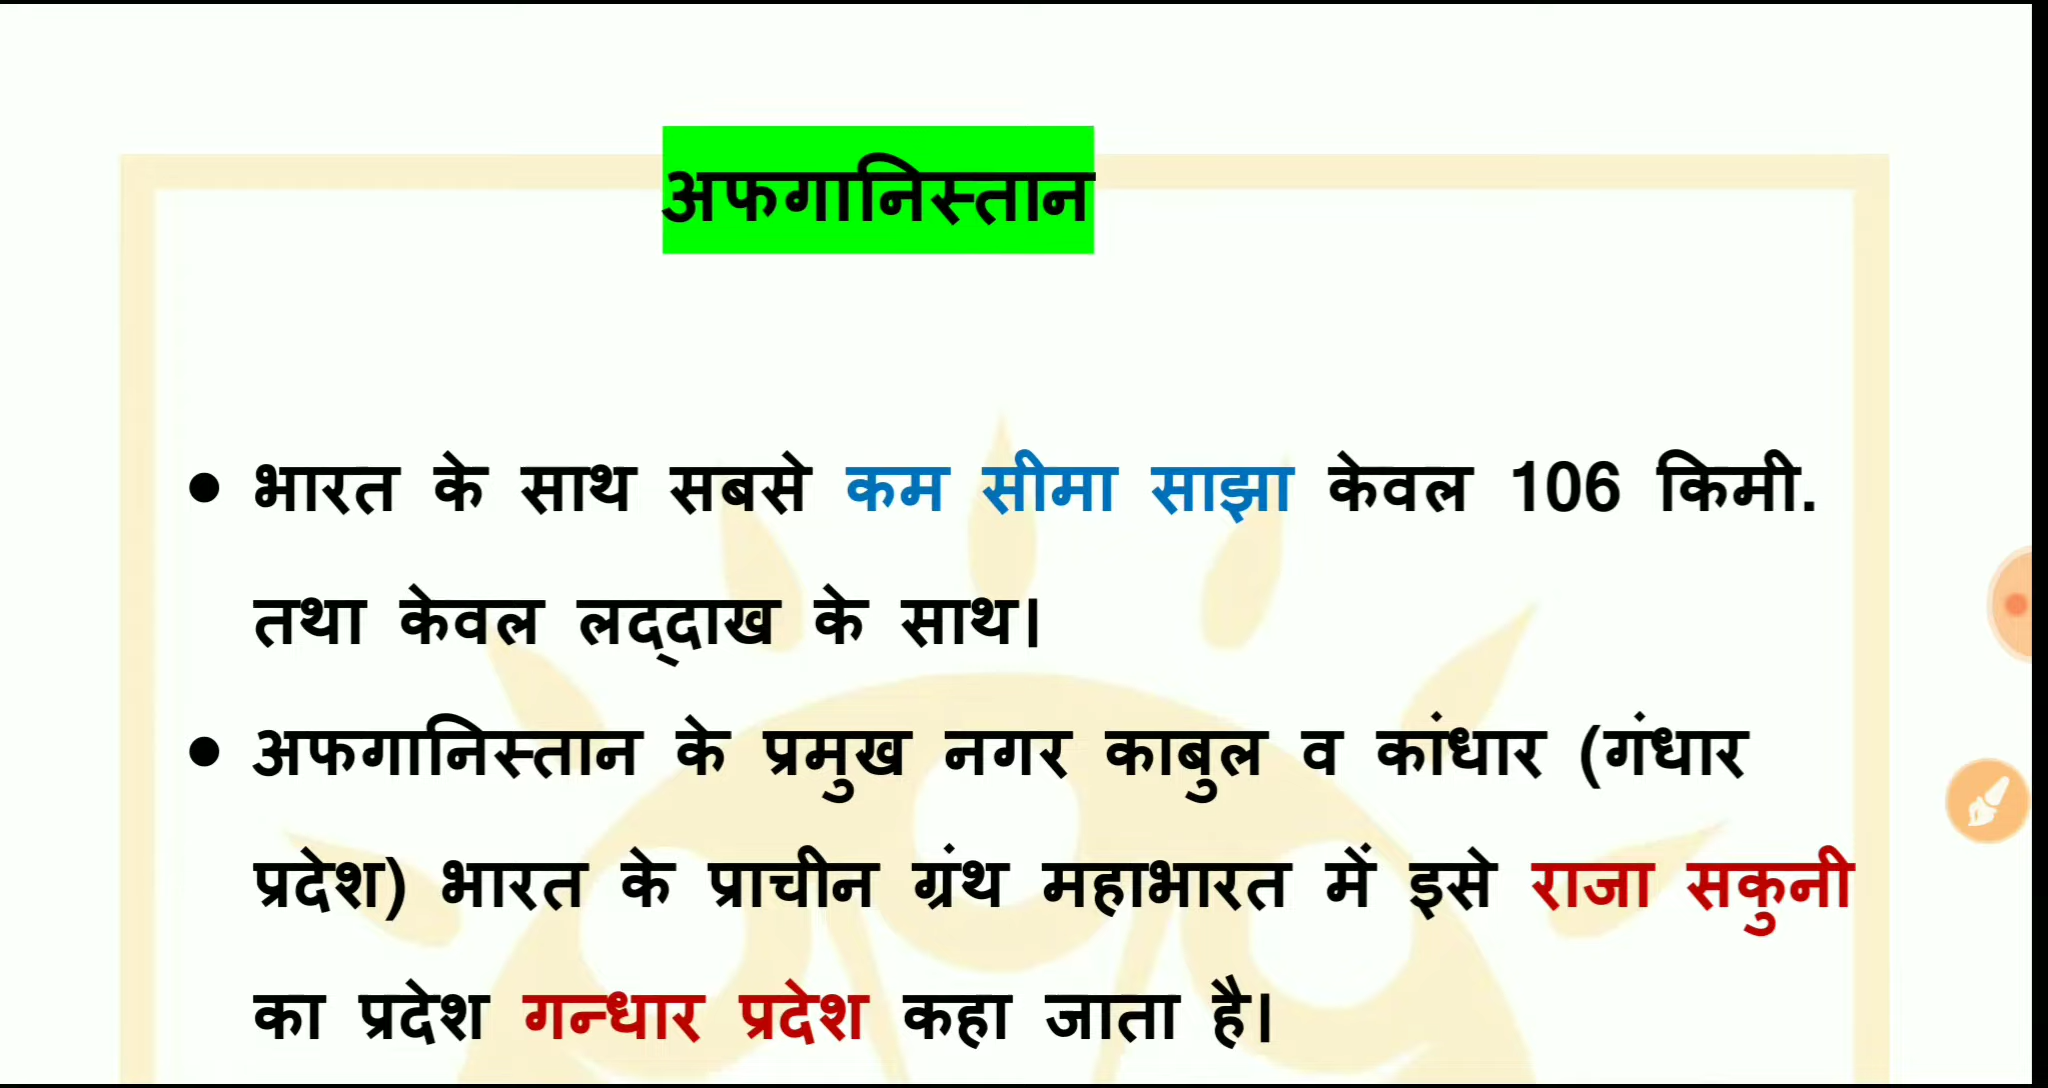 अफगानिस्तान
• भारत के साथ सबसे कम सीमा साझा केवल 106 किमी.
तथा केवल लद्‌दाख के साथ।
• अफगानिस्तान के प्रमुख नगर काबुल व कांधार (गंधार
प्रदेश) भारत के प्राचीन ग्रंथ महाभारत में इसे राजा सकुनी
का प्रदेश गन्धार प्रदेश कहा जाता है।